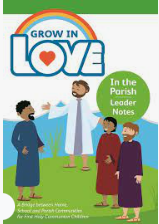 GROW IN
LOVE
In the
Parish
Leader
Notes
A Bridge between Home,
School and Parish Communities
for First Holy Communion Children